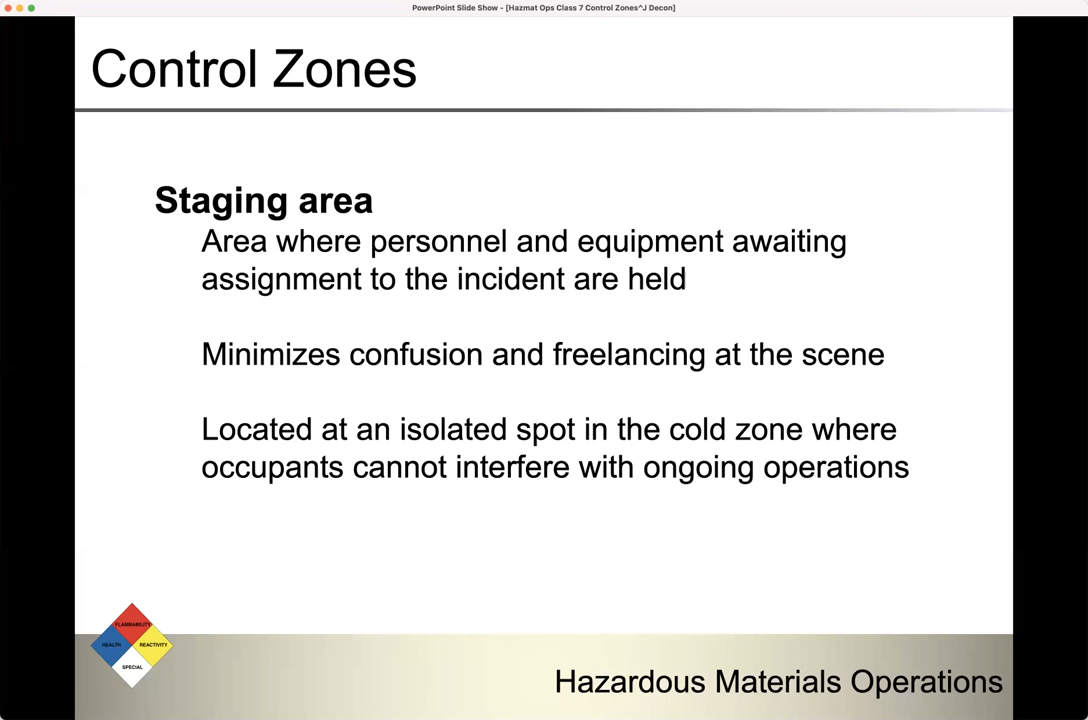 PowerPoint Slide Show - [Hazmat Ops Class 7 Control Zones^J Decon]
Control Zones
Staging area
Area where personnel and equipment awaiting
assignment to the incident are held
Minimizes confusion and freelancing at the scene
Located at an isolated spot in the cold zone where
occupants cannot interfere with ongoing operations
FLAMMABILITY
HEALTH
REACTIVITY
SPECIAL
Hazardous Materials Operations